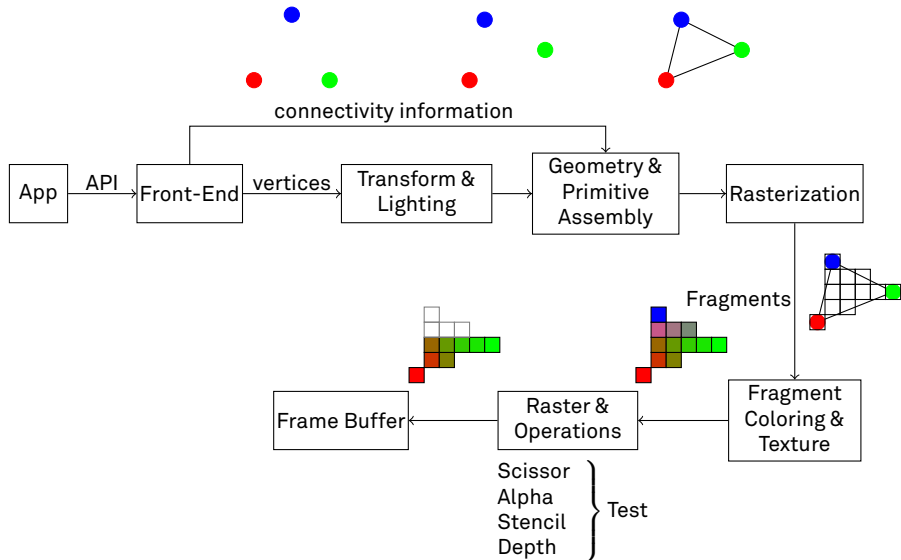 connectivity information
App
API
Front-End
vertices
Transform &
Lighting
Geometry &
Primitive
Assembly
Rasterization
Fragments
Fragment
Coloring &
Texture
Raster &
Operations
Frame Buffer
Scissor
Alpha
Stencil
Depth
Test